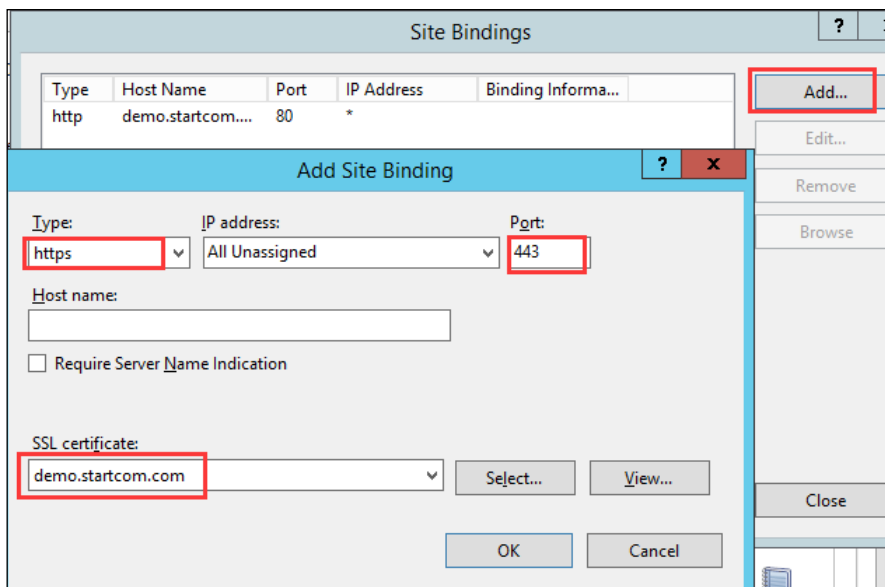 Site Bindings
?
Type Host Name Port IP Address Binding Informa...
http demo.startcom.... 80 *
Add...
Edit...
Remove
Browse
Add Site Binding
? x
Type: IP address: Port:
https All Unassigned 443
Host name:
Require Server Name Indication
SSL certificate:
demo.startcom.com Select... View...
Close
OK Cancel